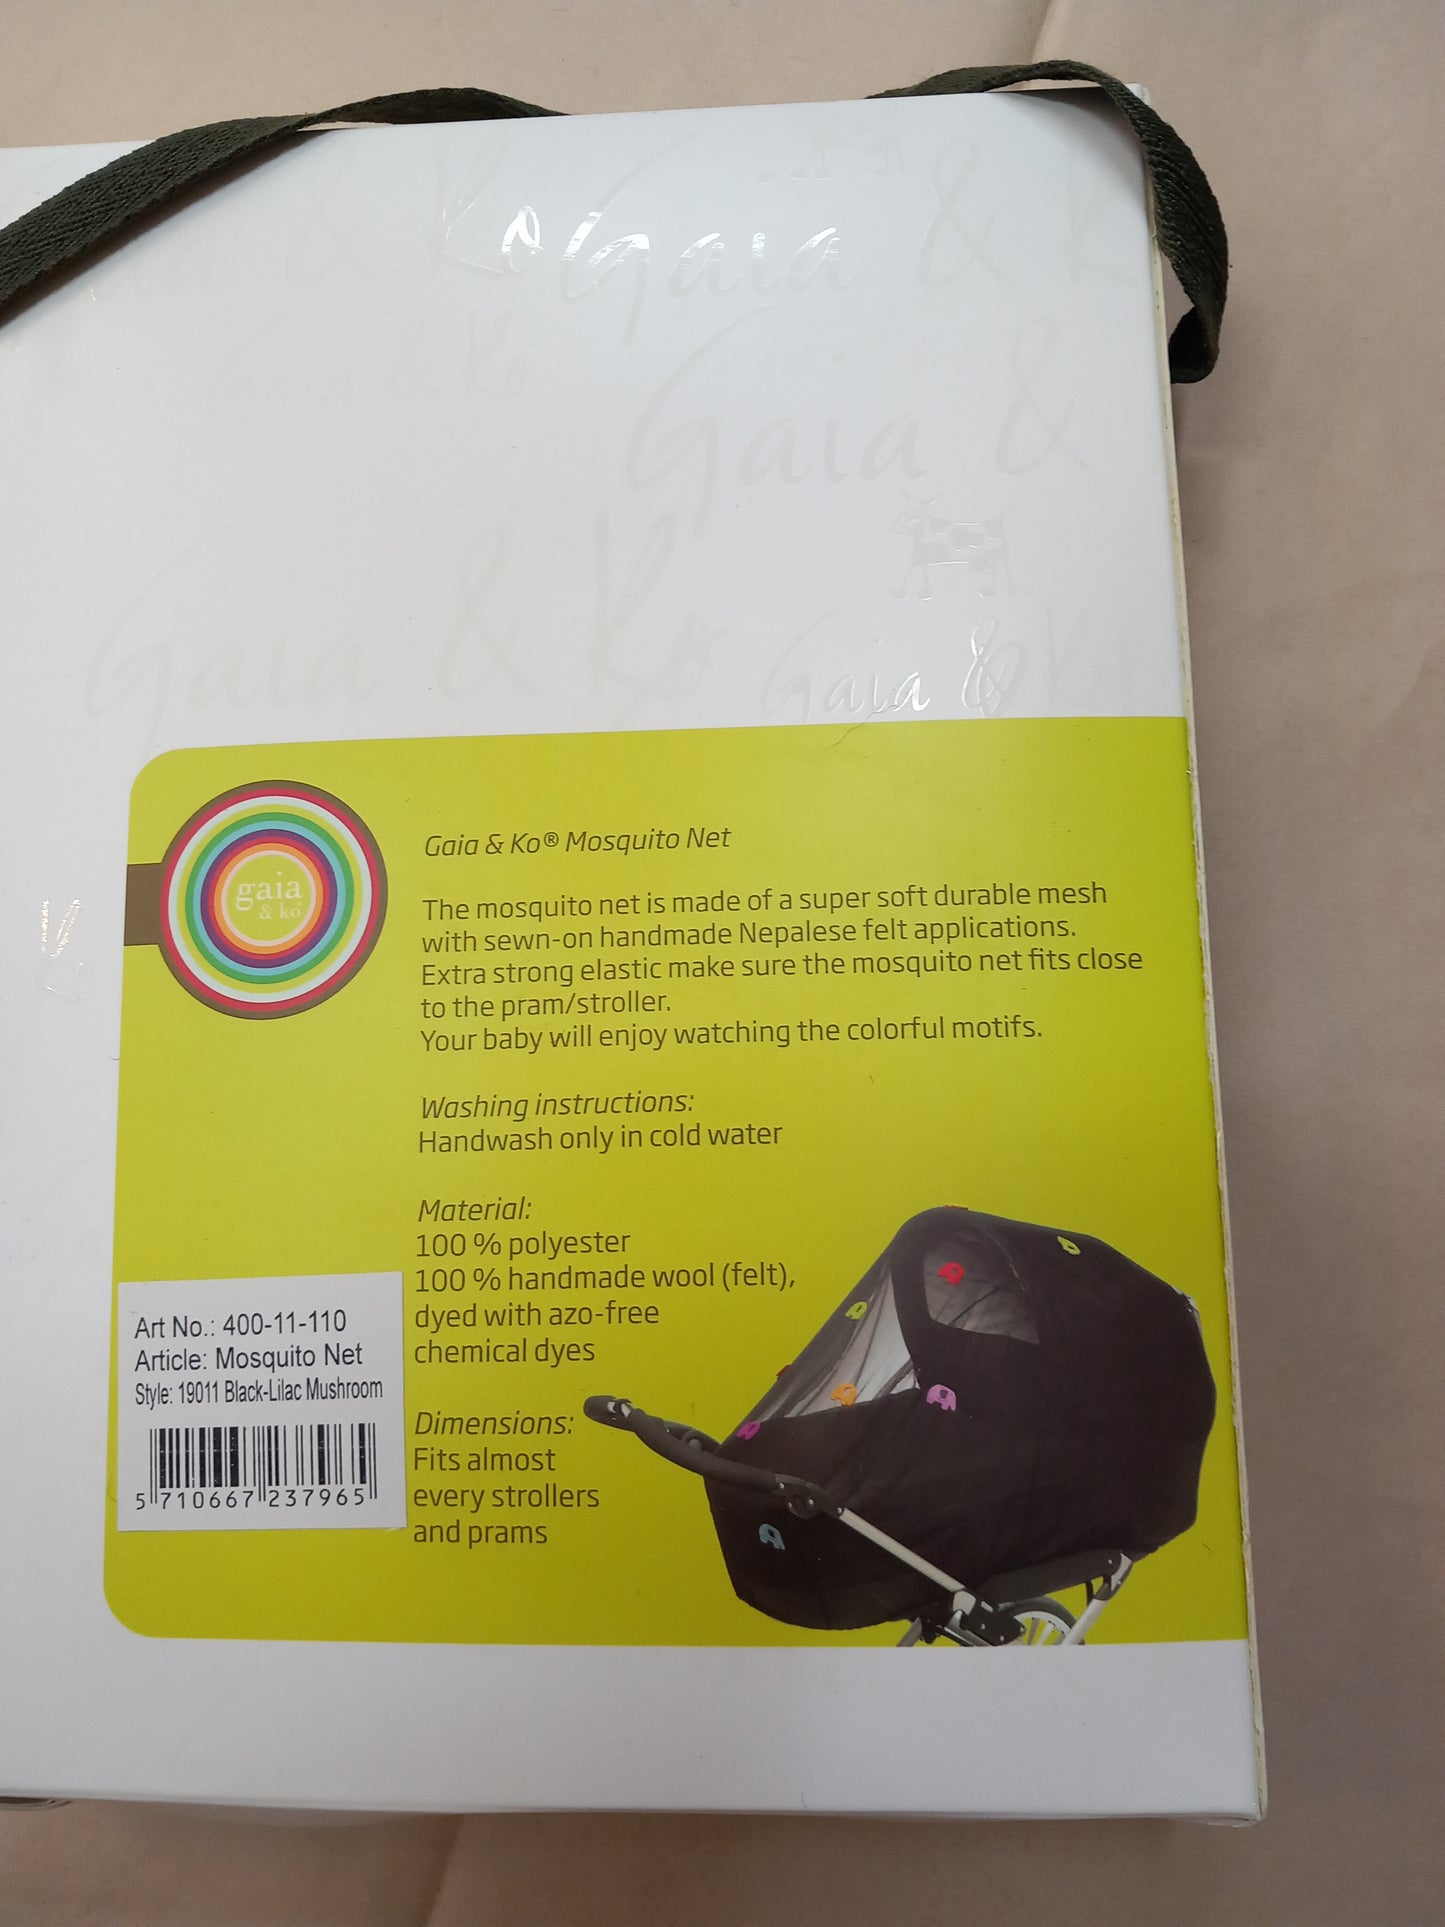 Ko Gaia & K
Gaia & Ko
Gaia &
Gaia & Ko
Gaia & Ko
gaia
& ko
Gaia & Ko® Mosquito Net
The mosquito net is made of a super soft durable mesh
with sewn-on handmade Nepalese felt applications.
Extra strong elastic make sure the mosquito net fits close
to the pram/stroller.
Your baby will enjoy watching the colorful motifs.
Washing instructions:
Handwash only in cold water
Material:
100 % polyester
100 % handmade wool (felt),
dyed with azo-free
chemical dyes
Dimensions:
Fits almost
every strollers
and prams
Art No.: 400-11-110
Article: Mosquito Net
Style: 19011 Black-Lilac Mushroom
5 710667 237965